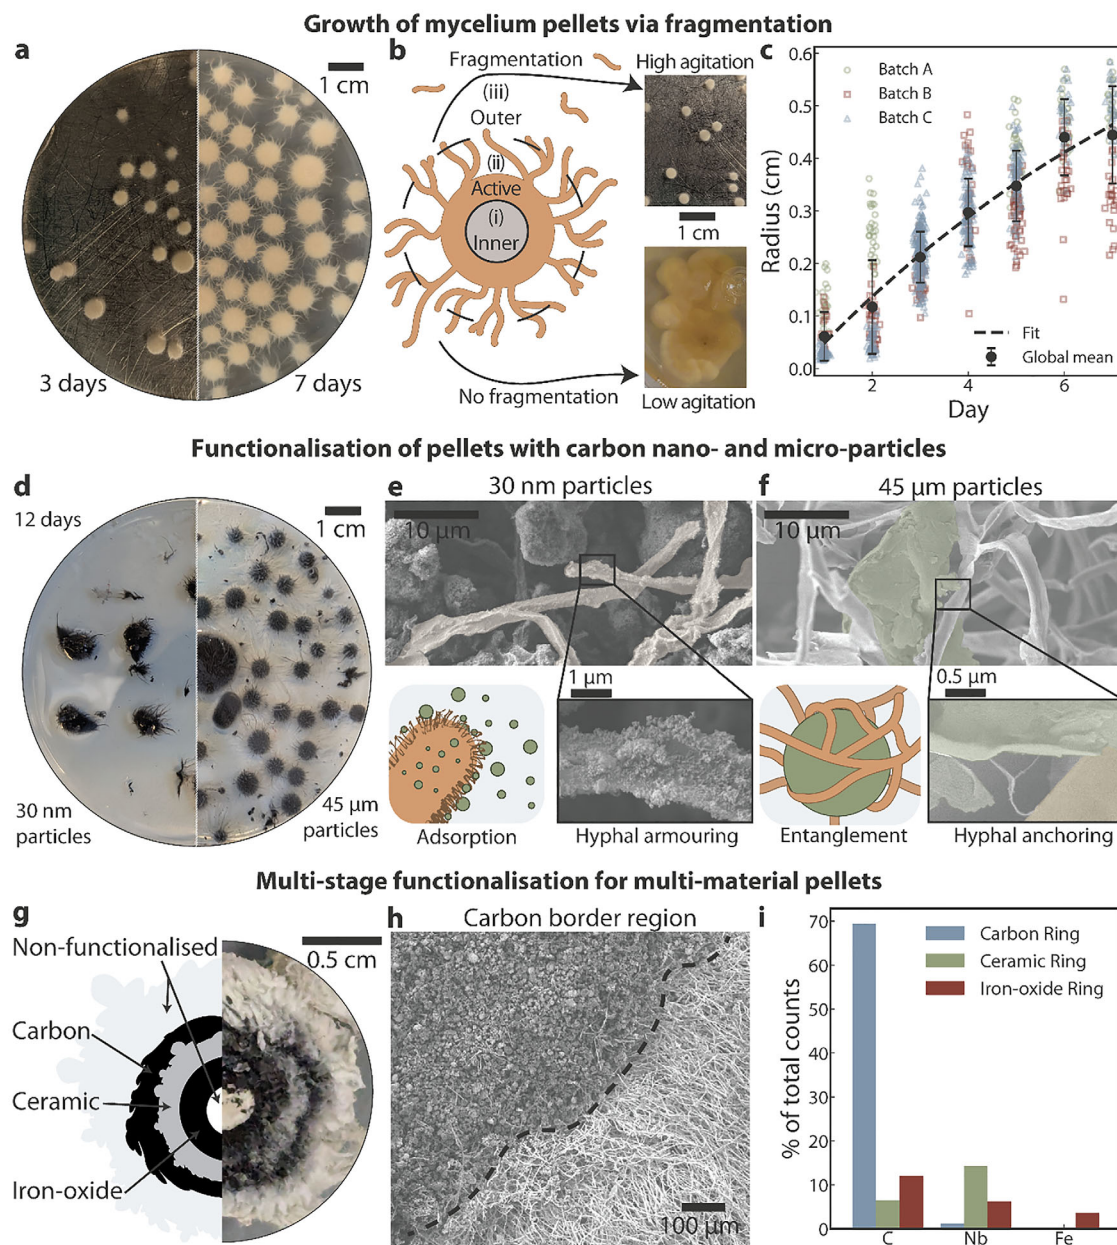 Growth of mycelium pellets via fragmentation
a
1 cm
3 days
7 days
b
Fragmentation
(iii)
Outer
(ii)
Active
(i)
Inner
No fragmentation
High agitation
1 cm
Low agitation
c
Radius (cm)
0.6
0.5
0.4
0.3
0.2
0.1
0.0
Batch A
Batch B
Batch C
Fit
Global mean
2
4
6
Day
Functionalisation of pellets with carbon nano- and micro-particles
d
12 days
1 cm
30 nm
particles
45 µm
particles
e
30 nm particles
10 µm
1 µm
Adsorption
Hyphal armouring
f
45 µm particles
10 µm
0.5 µm
Entanglement
Hyphal anchoring
Multi-stage functionalisation for multi-material pellets
g
Non-functionalised
0.5 cm
Carbon
Ceramic
Iron-oxide
h
Carbon border region
100 µm
i
% of total counts
70
60
50
40
30
20
10
0
Carbon Ring
Ceramic Ring
Iron-oxide Ring
C
Nb
Fe